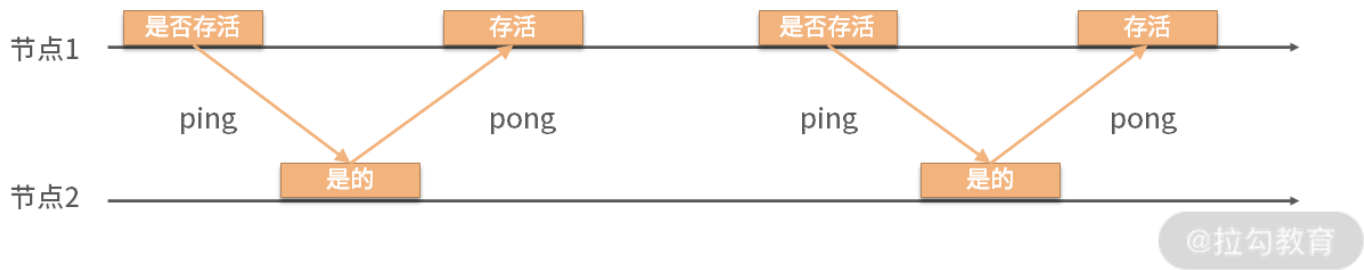 节点1
是否存活
存活
是否存活
存活
ping
pong
ping
pong
节点2
是的
是的
@拉勾教育